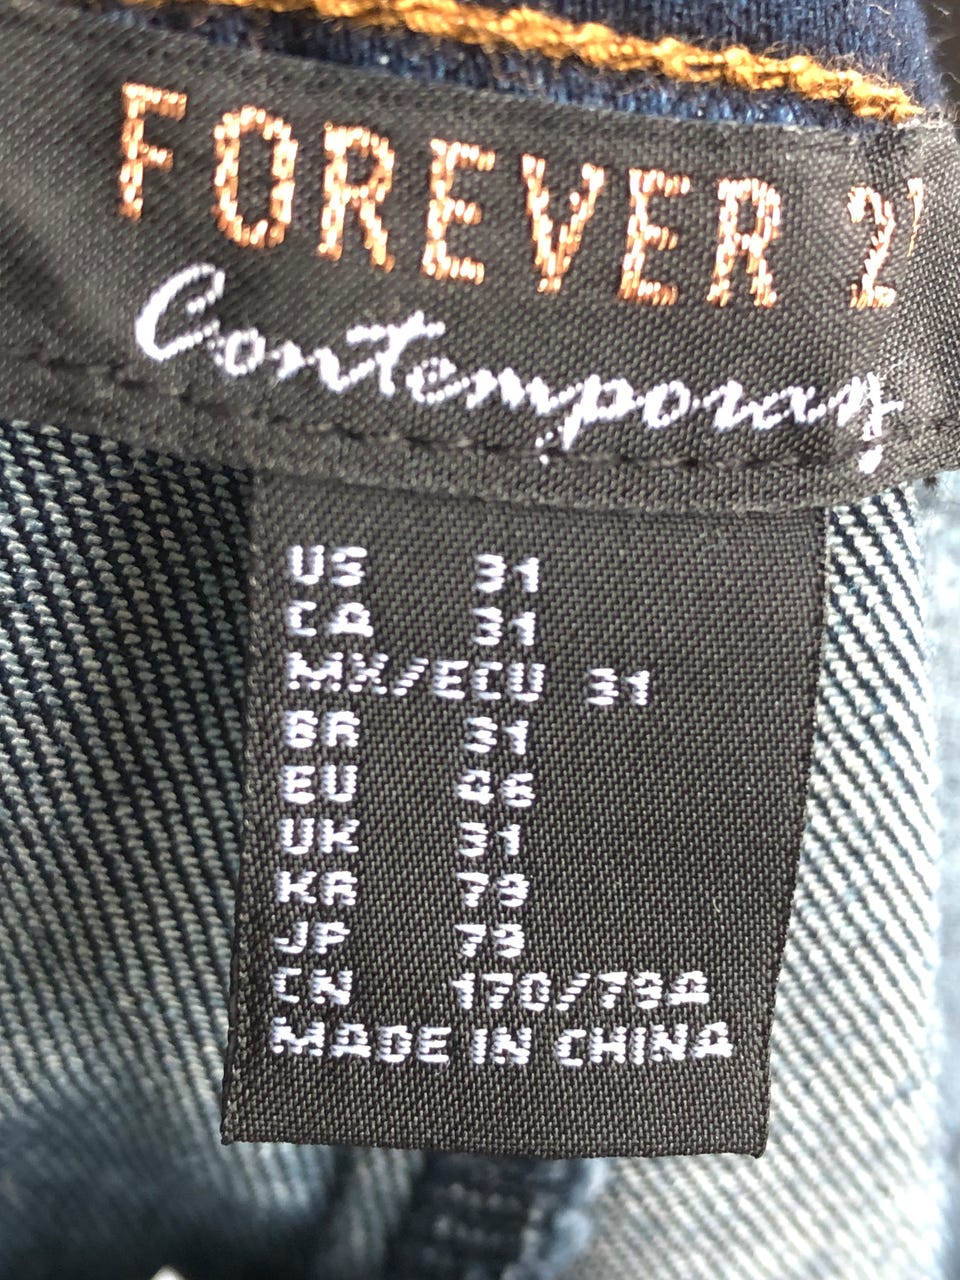 FOREVER 21
Contemporary
US 31
CA 31
MX/ECU 31
BR 31
EU 46
UK 31
KR 79
JP 79
CN 170/79A
MADE IN CHINA